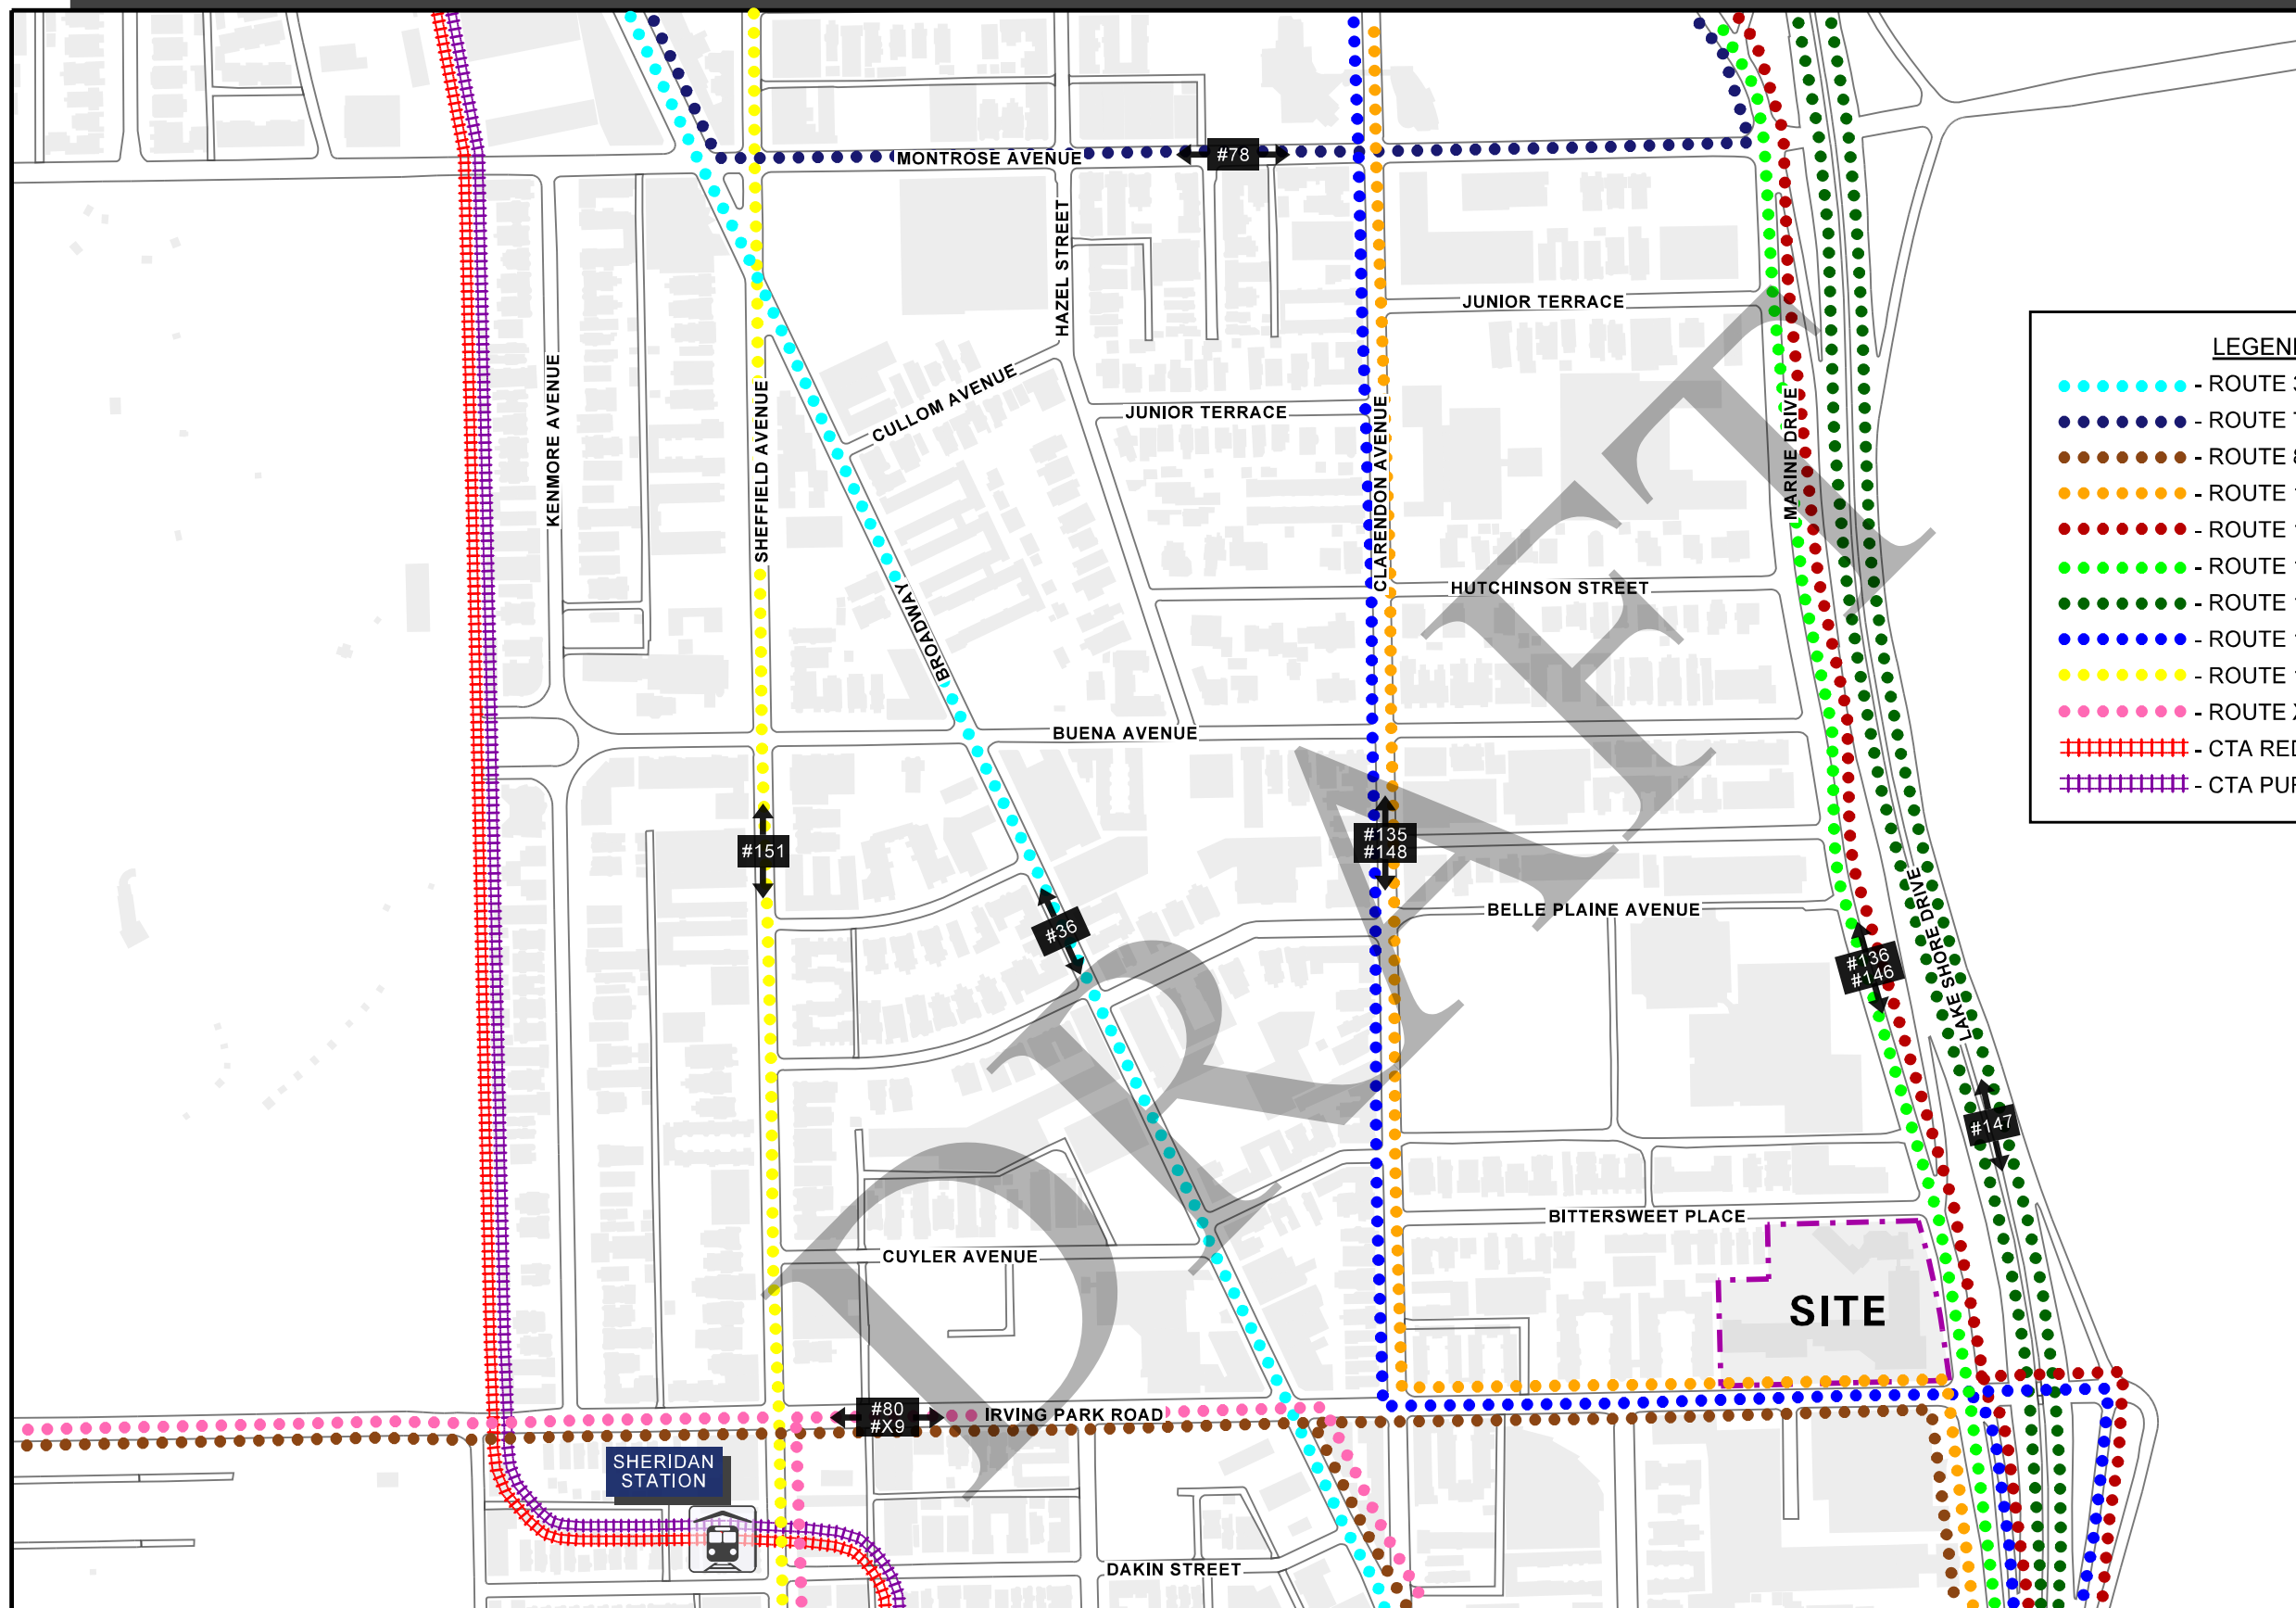 MONTROSE AVENUE
#78
HAZEL STREET
JUNIOR TERRACE
KENMORE AVENUE
SHEFFIELD AVENUE
CULLOM AVENUE
JUNIOR TERRACE
CLARENDON AVENUE
MARINE DRIVE
LEGEN
- ROUTE
- ROUTE
- ROUTE
- ROUTE
- ROUTE
- ROUTE
- ROUTE
- ROUTE
- ROUTE
- ROUTE
- CTA RED
- CTA PUR
BROADWAY
HUTCHINSON STREET
BUENA AVENUE
#151
#135
#148
#36
BELLE PLAINE AVENUE
#136
#146
LAKE SHORE DRIVE
#147
DRAFT
BITTERSWEET PLACE
CUYLER AVENUE
SITE
#80
#X9
IRVING PARK ROAD
SHERIDAN
STATION
DAKIN STREET